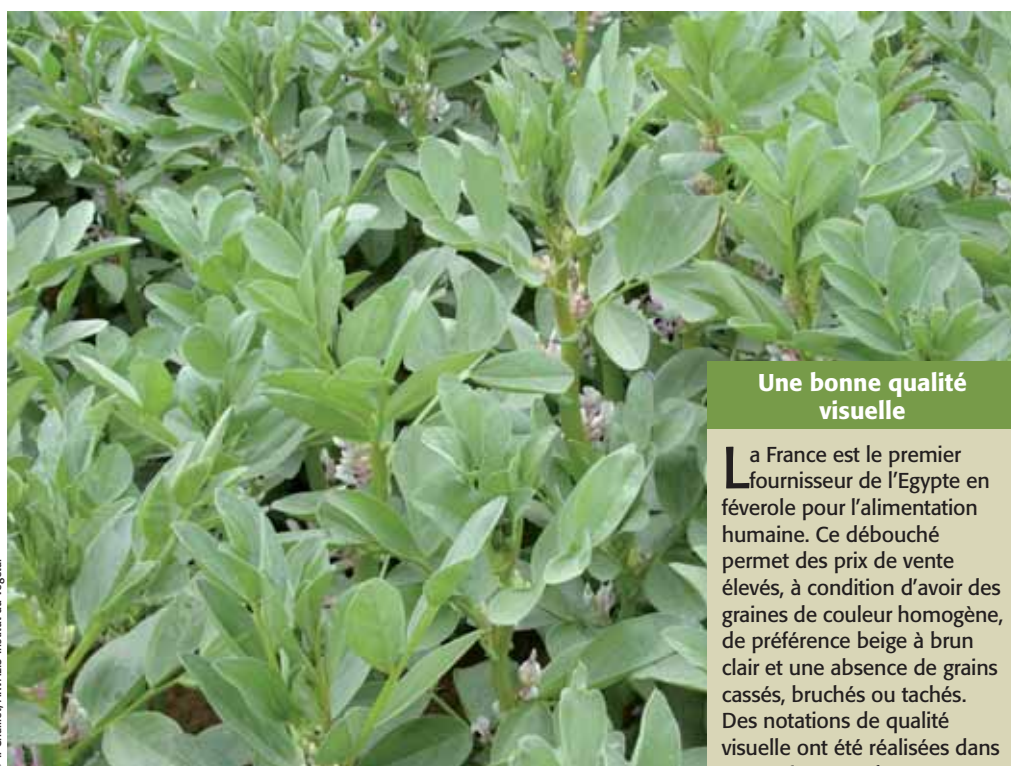 Une bonne qualité
visuelle
La France est le premier
fournisseur de l'Egypte en
féverole pour l'alimentation
humaine. Ce débouché
permet des prix de vente
élevés, à condition d'avoir des
graines de couleur homogène,
de préférence beige à brun
clair et une absence de grains
cassés, bruchés ou tachés.
Des notations de qualité
visuelle ont été réalisées dans